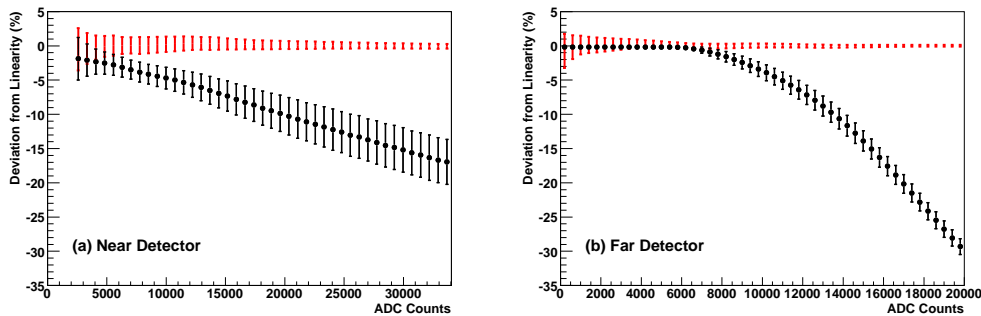 Deviation from Linearity (%)
5
0
-5
-10
-15
-20
-25
-30
-35
(a) Near Detector
0 5000 10000 15000 20000 25000 30000
ADC Counts
Deviation from Linearity (%)
5
0
-5
-10
-15
-20
-25
-30
-35
(b) Far Detector
0 2000 4000 6000 8000 10000 12000 14000 16000 18000 20000
ADC Counts